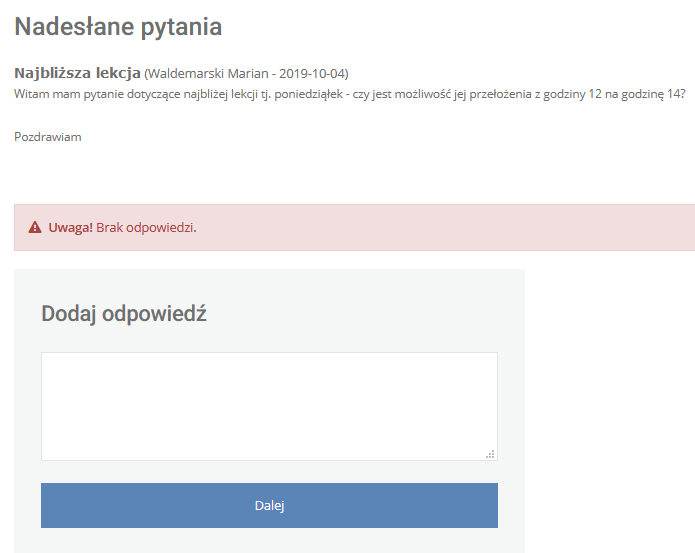 Nadesłane pytania
Najbliższa lekcja (Waldemarski Marian - 2019-10-04)
Witam mam pytanie dotyczące najbliżej lekcji tj. poniedziąłek - czy jest możliwość jej przełożenia z godziny 12 na godzinę 14?
Pozdrawiam
Uwaga! Brak odpowiedzi.
Dodaj odpowiedź
Dalej